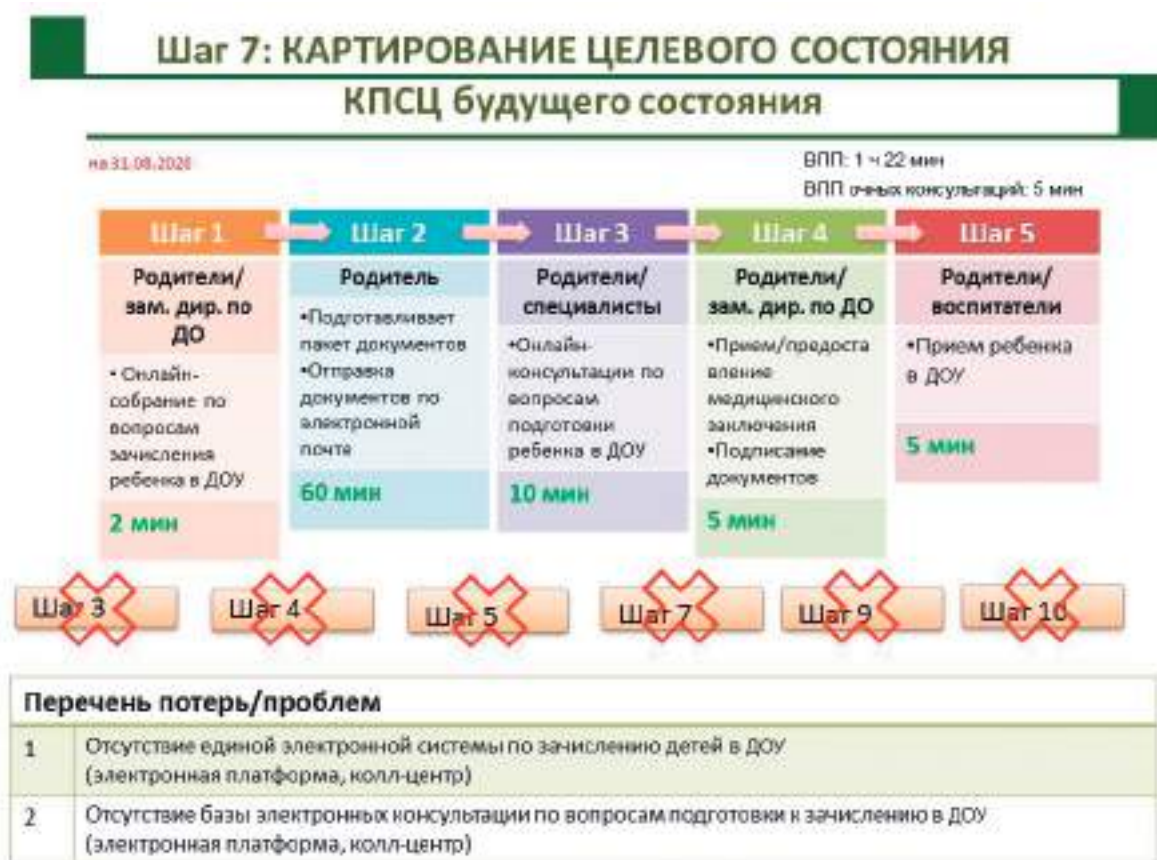 Шаг 7: КАРТИРОВАНИЕ ЦЕЛЕВОГО СОСТОЯНИЯ
КПСЦ будущего состояния
на 31.08.2020
ВПП: 1 ч 22 мин
ВПП очных консультаций: 5 мин
Шаг 1
Родители/
зам. дир. по
ДО
• Онлайн-
собрание по
вопросам
зачисления
ребенка в ДОУ
2 мин
Шаг 2
Родитель
•Подготавливает
пакет документов
•Отправка
документов по
электронной
почте
60 мин
Шаг 3
Родители/
специалисты
•Онлайн-
консультации по
вопросам
подготовки
ребенка в ДОУ
10 мин
Шаг 4
Родители/
зам. дир. по ДО
•Прием/предоста
вление
медицинского
заключения
•Подписание
документов
5 мин
Шаг 5
Родители/
воспитатели
•Прием ребенка
в ДОУ
5 мин
Шаг 3
Шаг 4
Шаг 5
Шаг 7
Шаг 9
Шаг 10
Перечень потерь/проблем
1 Отсутствие единой электронной системы по зачислению детей в ДОУ
(электронная платформа, колл-центр)
2 Отсутствие базы электронных консультации по вопросам подготовки к зачислению в ДОУ
(электронная платформа, колл-центр)